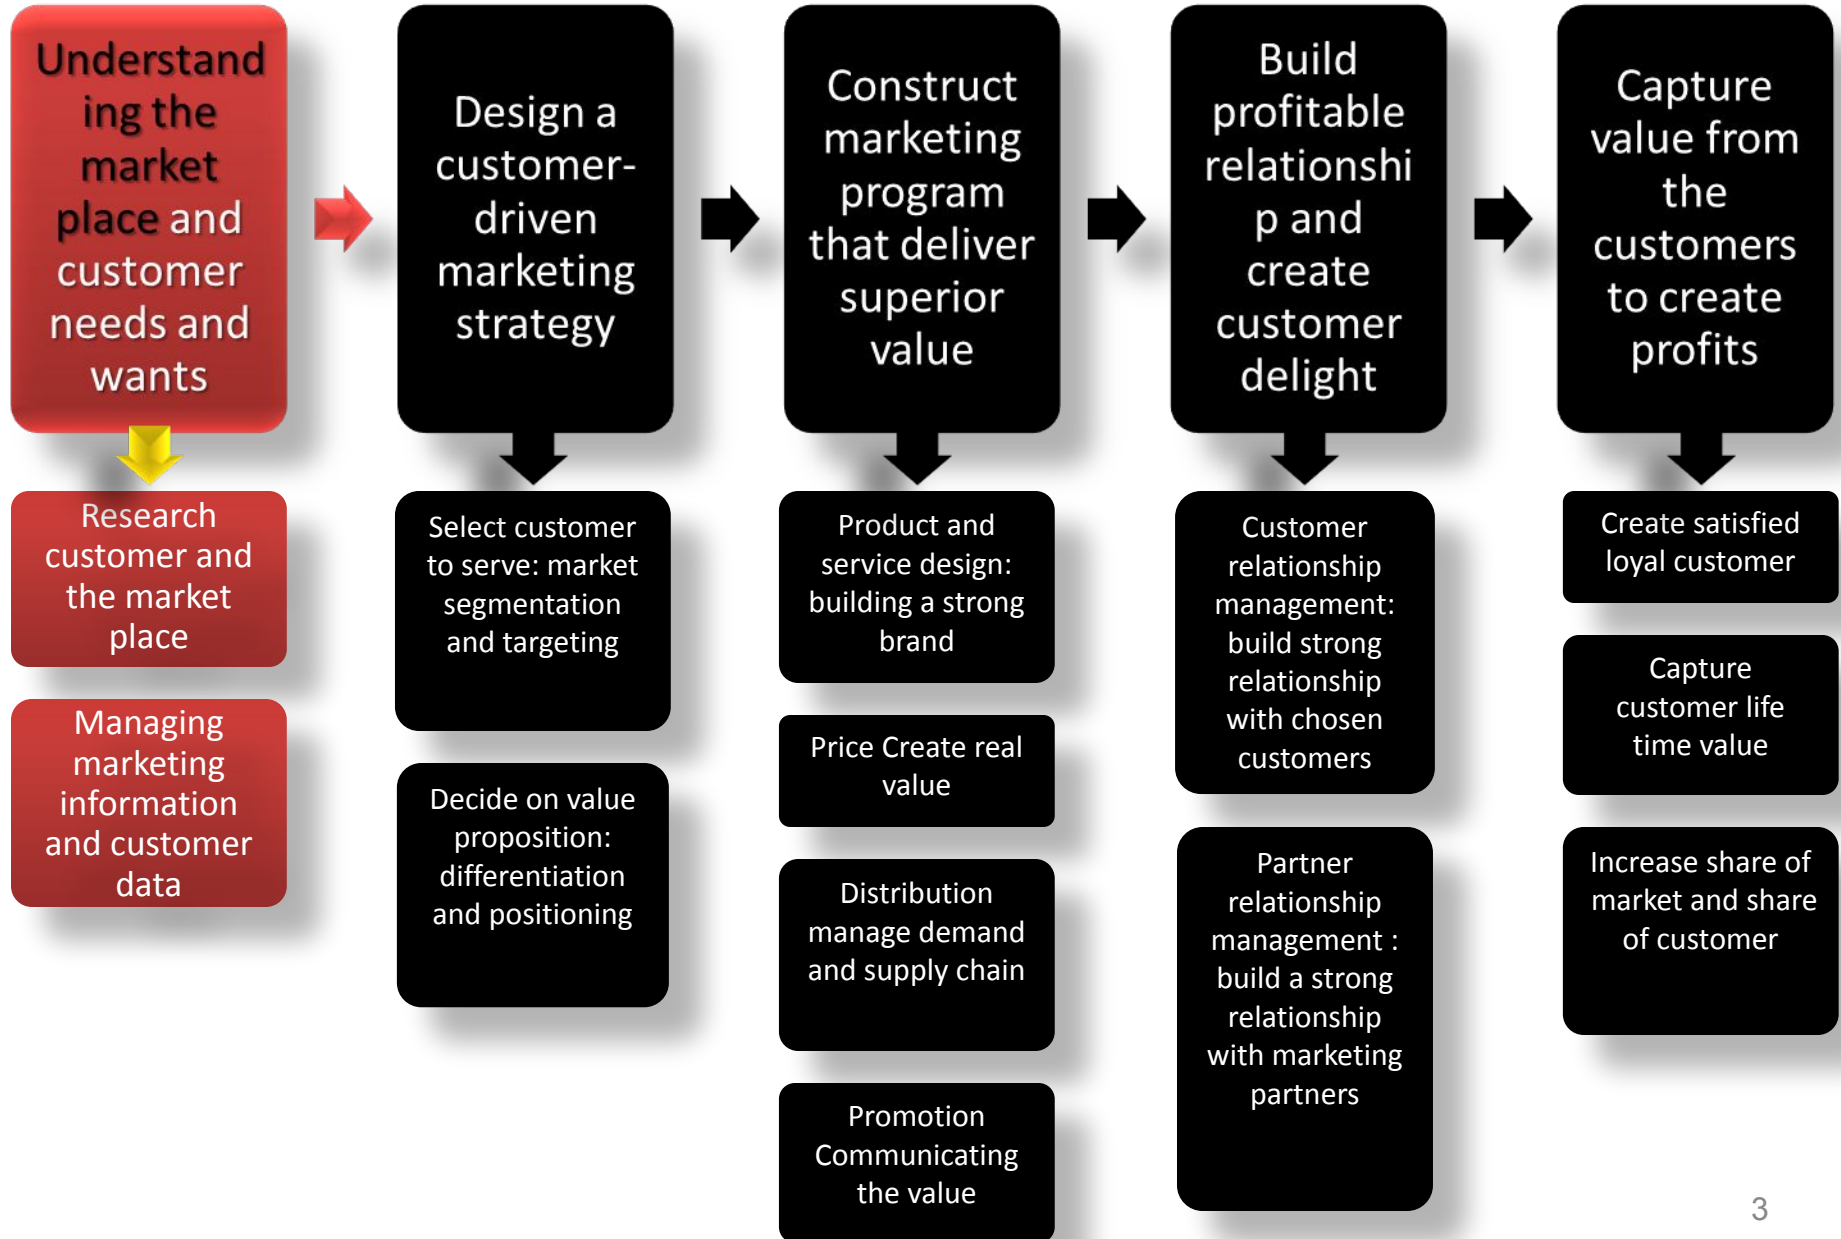 Understand
ing the
market
place and
customer
needs and
wants
Design a
customer-
driven
marketing
strategy
Construct
marketing
program
that deliver
superior
value
Build
profitable
relationshi
p and
create
customer
delight
Capture
value from
the
customers
to create
profits
Research
customer and
the market
place
Managing
marketing
information
and customer
data
Select customer
to serve: market
segmentation
and targeting
Decide on value
proposition:
differentiation
and positioning
Product and
service design:
building a strong
brand
Price Create real
value
Distribution
manage demand
and supply chain
Promotion
Communicating
the value
Customer
relationship
management:
build strong
relationship
with chosen
customers
Partner
relationship
management :
build a strong
relationship
with marketing
partners
Create satisfied
loyal customer
Capture
customer life
time value
Increase share of
market and share
of customer
3